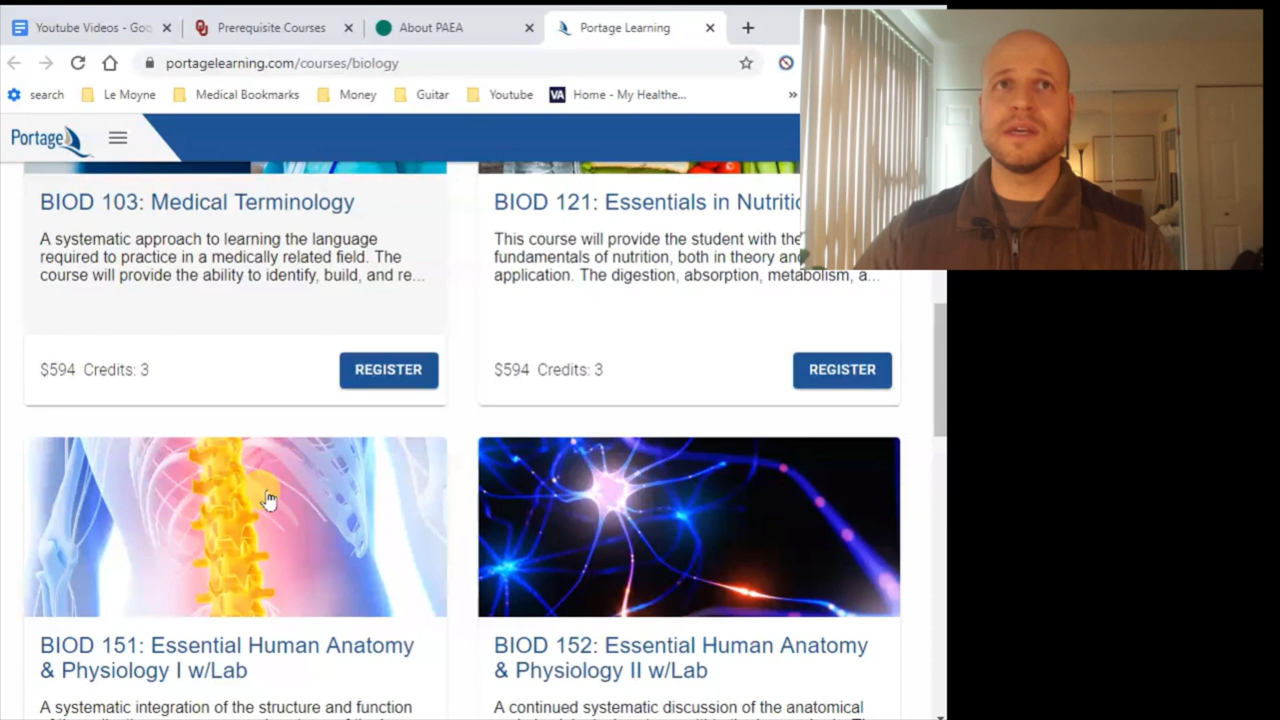 Youtube Videos - Goo
Prerequisite Courses
About PAEA
Portage Learning
portagelearning.com/courses/biology
search
Le Moyne
Medical Bookmarks
Money
Guitar
Youtube
VA
Home - My Healthe...
»
Portage
BIOD 103: Medical Terminology
A systematic approach to learning the language
required to practice in a medically related field. The
course will provide the ability to identify, build, and re...
$594 Credits: 3
REGISTER
BIOD 121: Essentials in Nutritio
This course will provide the student with the
fundamentals of nutrition, both in theory and
application. The digestion, absorption, metabolism, a...
$594 Credits: 3
REGISTER
BIOD 151: Essential Human Anatomy
& Physiology I w/Lab
A systematic integration of the structure and function
BIOD 152: Essential Human Anatomy
& Physiology II w/Lab
A continued systematic discussion of the anatomical